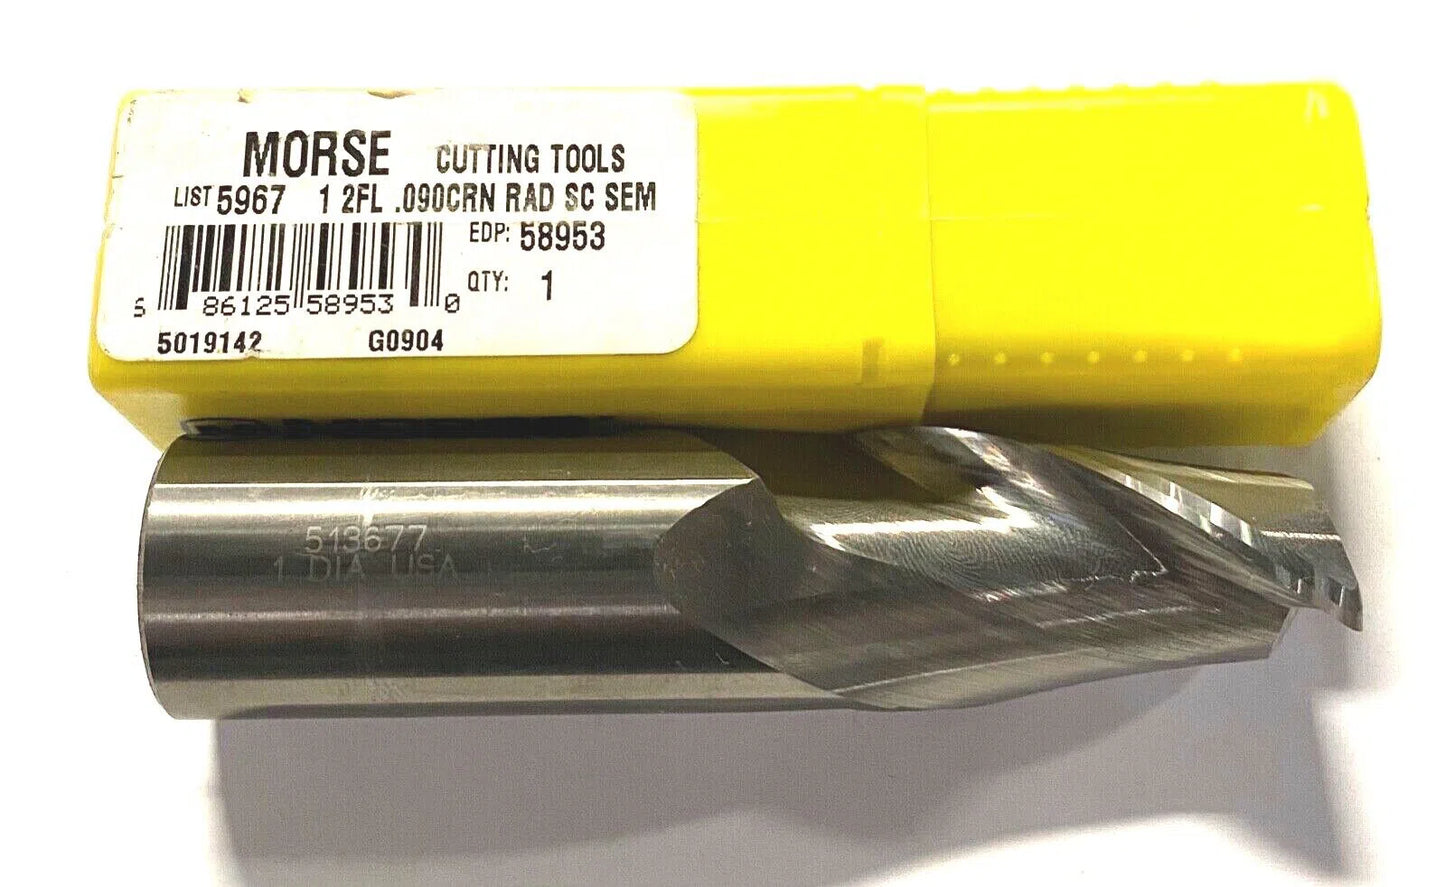 MORSE CUTTING TOOLS
LIST 5967 1 2FL .090CRN RAD SC SEM
EDP: 58953
QTY: 1
6 86125 58953 0
5019142 G0904
513677
1 DIA USA